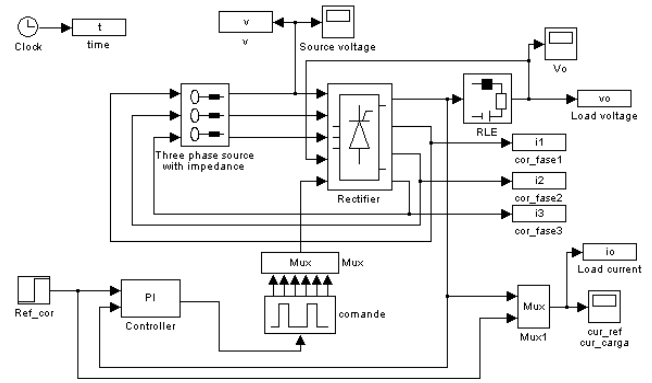 t
Clock
time
v
v
Source voltage
Vo
Three phase source
with impedance
Rectifier
RLE
vo
Load voltage
i1
cor_fase1
i2
cor_fase2
i3
cor_fase3
Mux
Mux
Ref_cor
PI
Controller
comande
Mux
Mux1
io
Load current
cur_ref
cur_carga